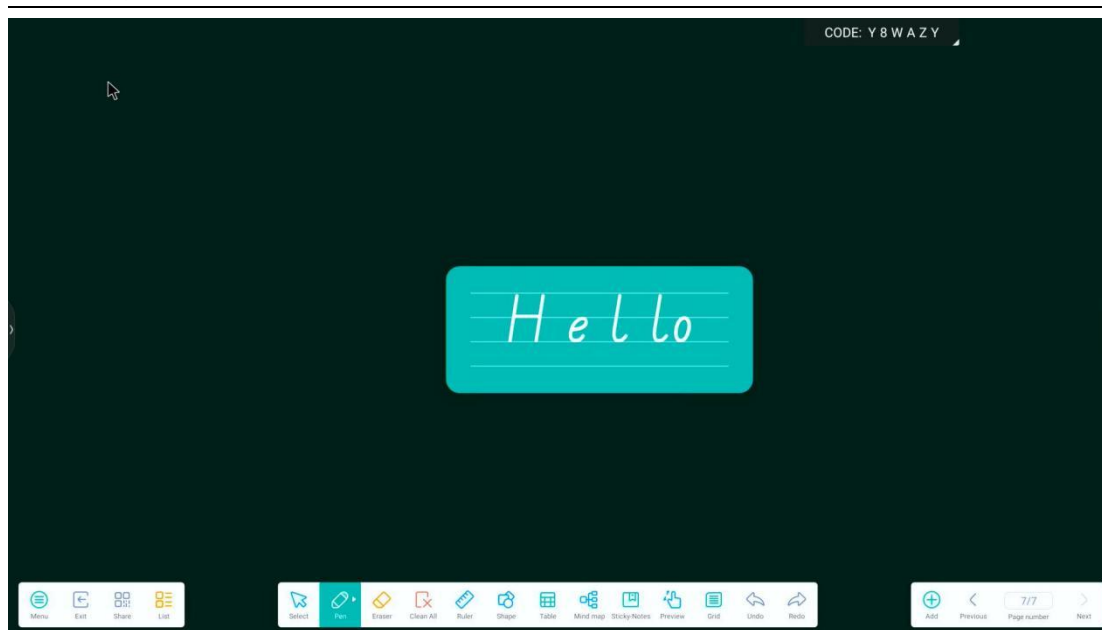 CODE: Y 8 W A Z Y
Hello
Menu Exit Share List Select Pen Eraser Clean All Ruler Shape Table Mind map Sticky-Notes Preview Grid Undo Redo Add Previous 7/7 Page number Next